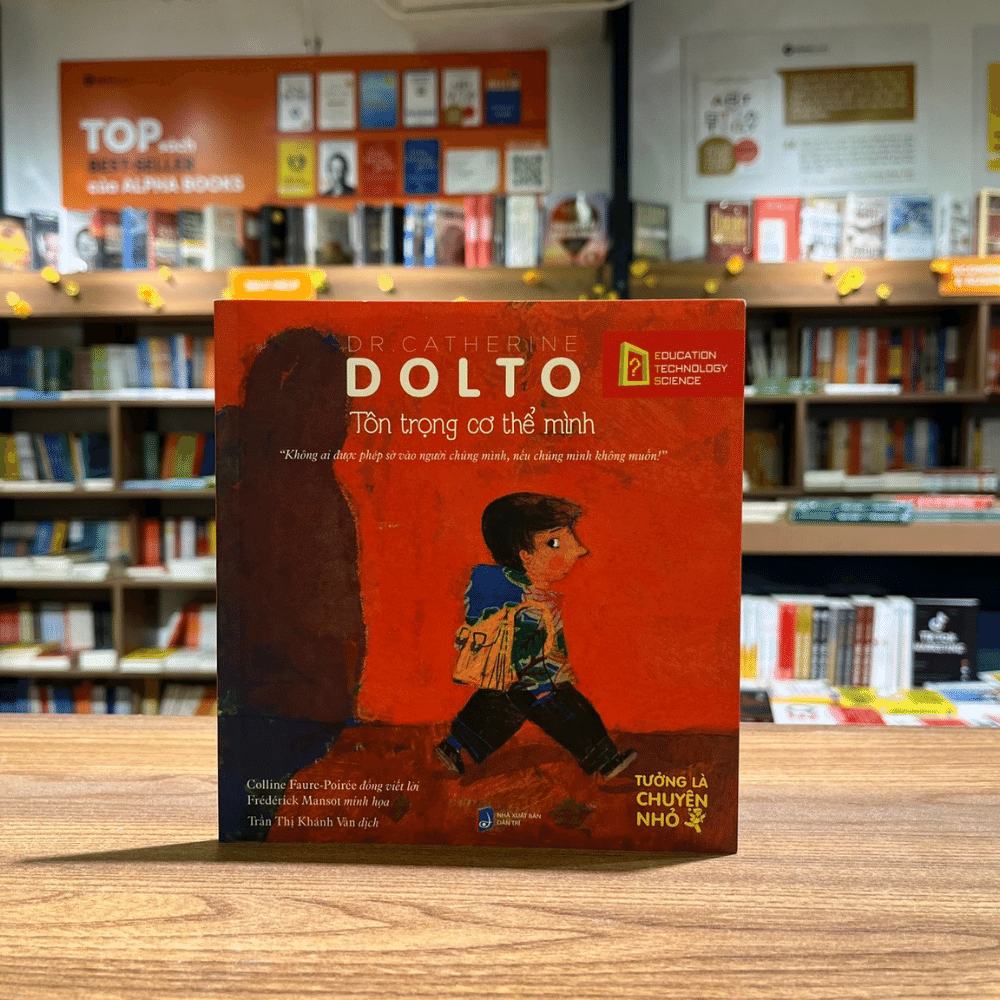 TOP sách
BEST-SELLER
của ALPHA BOOKS
DR. CATHERINE
DOLTO
Tôn trọng cơ thể mình
“Không ai được phép sờ vào người chúng mình, nếu chúng mình không muốn!”
EDUCATION
TECHNOLOGY
SCIENCE
Colline Faure-Poirée đồng viết lời
Frédérick Mansot minh họa
Trần Thị Khánh Vân dịch
NHÀ XUẤT BẢN
DÂN TRÍ
TƯỞNG LÀ
CHUYỆN
NHỎ
TIKTOK
MARKETING